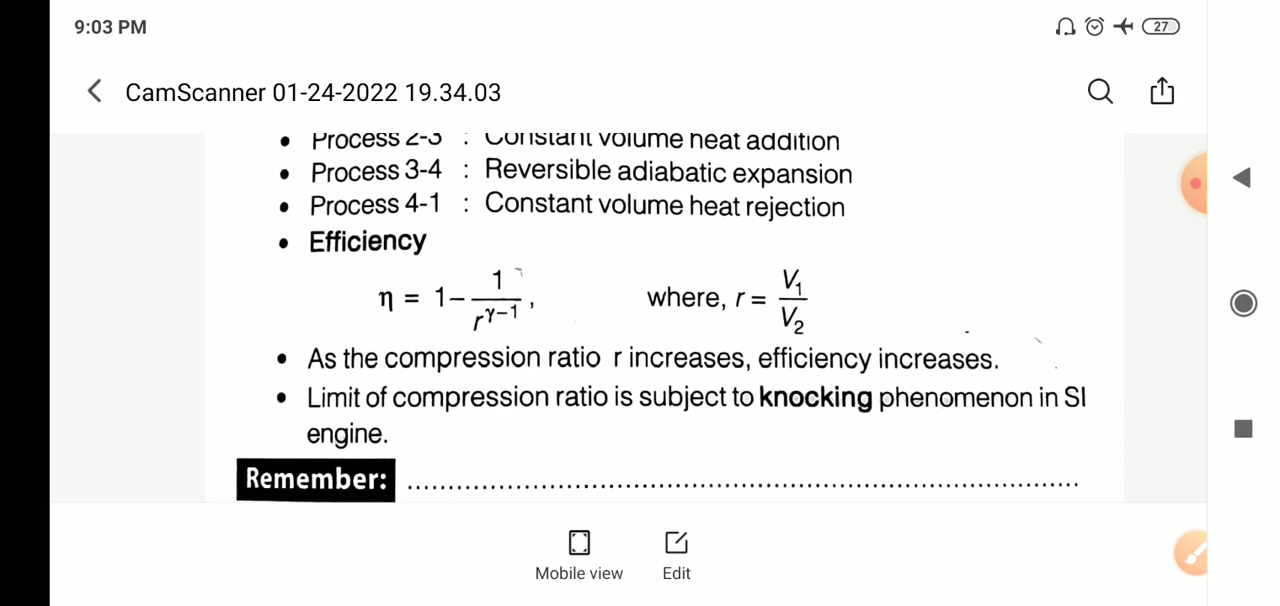 9:03 PM
27
CamScanner 01-24-2022 19.34.03
• Process 2-3 : Constant volume heat addition
• Process 3-4 : Reversible adiabatic expansion
• Process 4-1 : Constant volume heat rejection
• Efficiency
η = 1 − 1/r^(γ−1), where, r = V₁/V₂
• As the compression ratio r increases, efficiency increases.
• Limit of compression ratio is subject to knocking phenomenon in SI
engine.
Remember: ................................................................................
Mobile view Edit